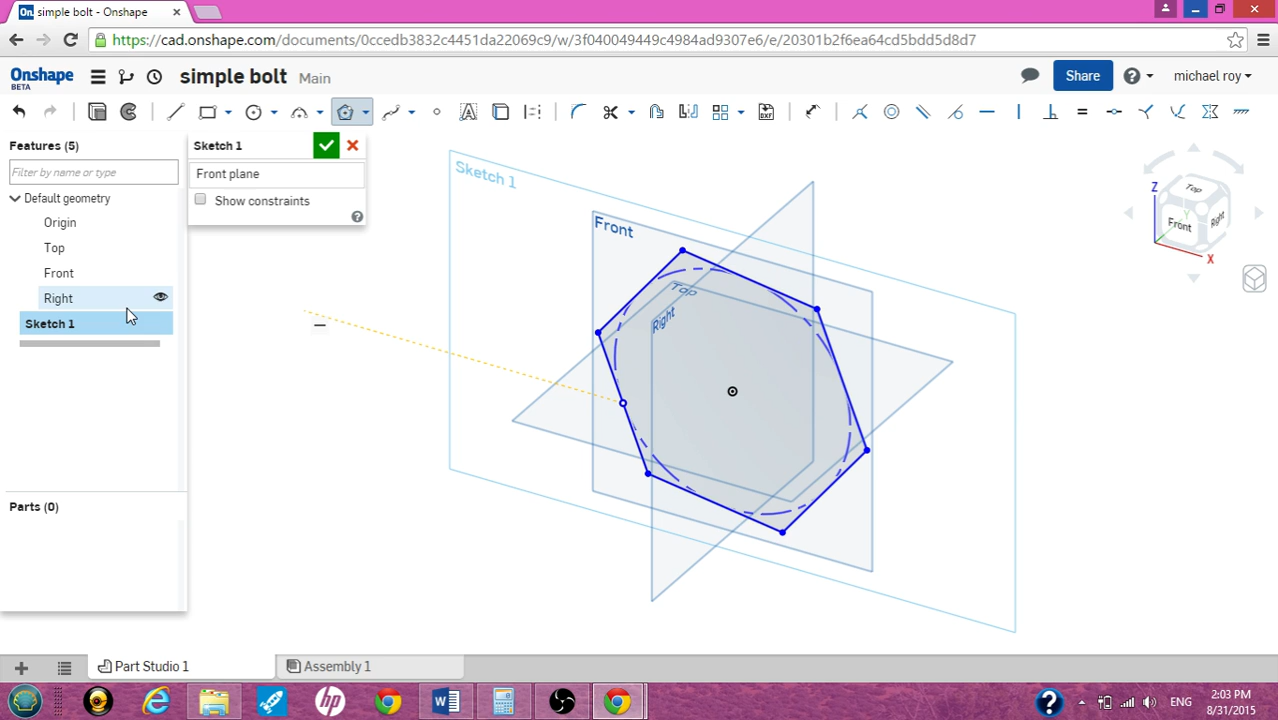 simple bolt - Onshape
https://cad.onshape.com/documents/0ccedb3832c4451da22069c9/w/3f040049449c4984ad9307e6/e/20301b2f6ea64cd5bdd5d8d7
Onshape
BETA
simple bolt Main
Share
michael roy
Features (5)
Filter by name or type
Default geometry
Origin
Top
Front
Right
Sketch 1
Sketch 1
Front plane
Show constraints
Sketch 1
Front
Top
Right
Z
Top
Front
Right
Y
X
Parts (0)
Part Studio 1
Assembly 1
ENG
2:03 PM
8/31/2015